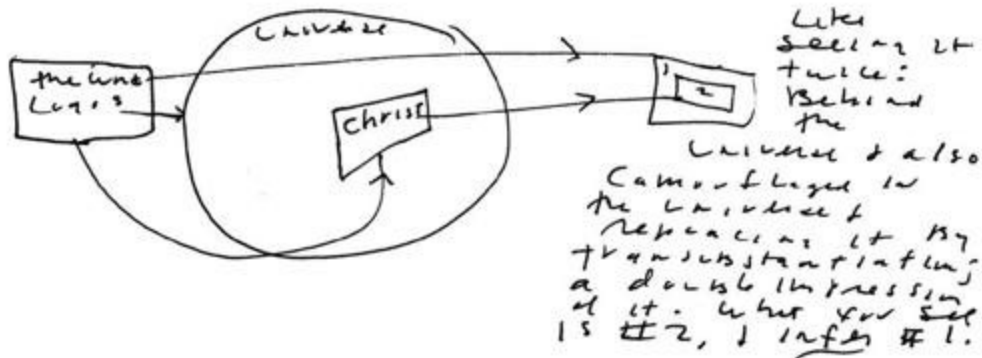 Universe
the
Logos
Christ
1
2
Like
seeing it
twice:
Behind
the
Universe & also
Camouflaged in
the universe &
replacing it By
transubstantiating
a double impression
of it. What you see
is #2, & infer #1.